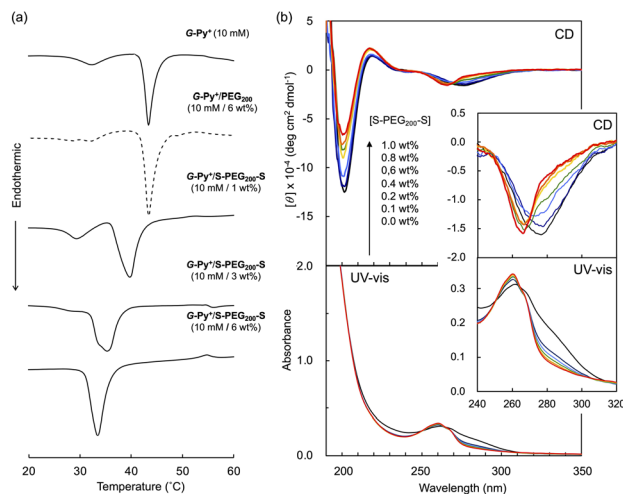 (a)
G-Py⁺ (10 mM)
G-Py⁺/PEG₂₀₀
(10 mM / 6 wt%)
G-Py⁺/S-PEG₂₀₀-S
(10 mM / 1 wt%)
G-Py⁺/S-PEG₂₀₀-S
(10 mM / 3 wt%)
G-Py⁺/S-PEG₂₀₀-S
(10 mM / 6 wt%)
Endothermic
20 30 40 50 60
Temperature (˚C)
(b)
CD
5
0
-5
-10
-15
[θ] x 10⁻⁴ (deg cm² dmol⁻¹)
[S-PEG₂₀₀-S]
1.0 wt%
0.8 wt%
0.6 wt%
0.4 wt%
0.2 wt%
0.1 wt%
0.0 wt%
CD
0.0
-0.5
-1.0
-1.5
-2.0
UV-vis
2.0
1.0
0.0
Absorbance
200 250 300 350
Wavelength (nm)
UV-vis
0.3
0.2
0.1
0
240 260 280 300 320